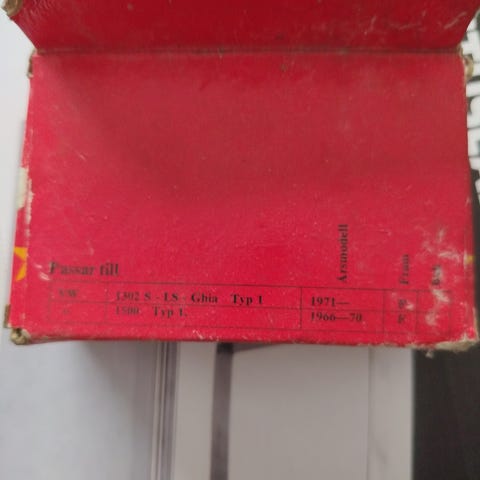 Passar till
Årsmodell
Fram
VW 1302 S - LS Ghia Typ 1 1971—
1500 Typ 1. 1966—70